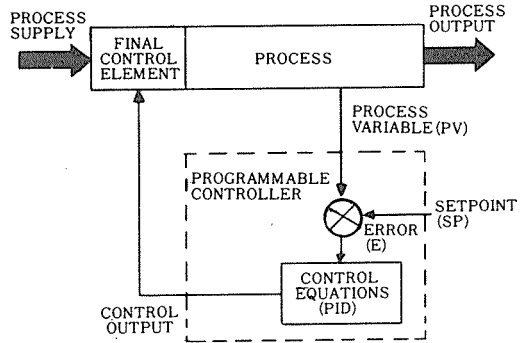 PROCESS
SUPPLY
PROCESS
OUTPUT
FINAL
CONTROL
ELEMENT
PROCESS
PROCESS
VARIABLE (PV)
PROGRAMMABLE
CONTROLLER
SETPOINT
(SP)
ERROR
(E)
CONTROL
EQUATIONS
(PID)
CONTROL
OUTPUT